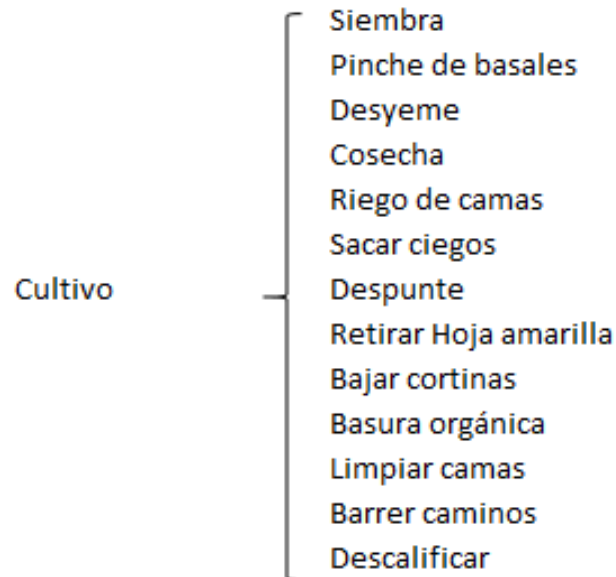 Siembra
Pinche de basales
Desyeme
Cosecha
Riego de camas
Sacar ciegos
Cultivo
Despunte
Retirar Hoja amarilla
Bajar cortinas
Basura orgánica
Limpiar camas
Barrer caminos
Descalificar